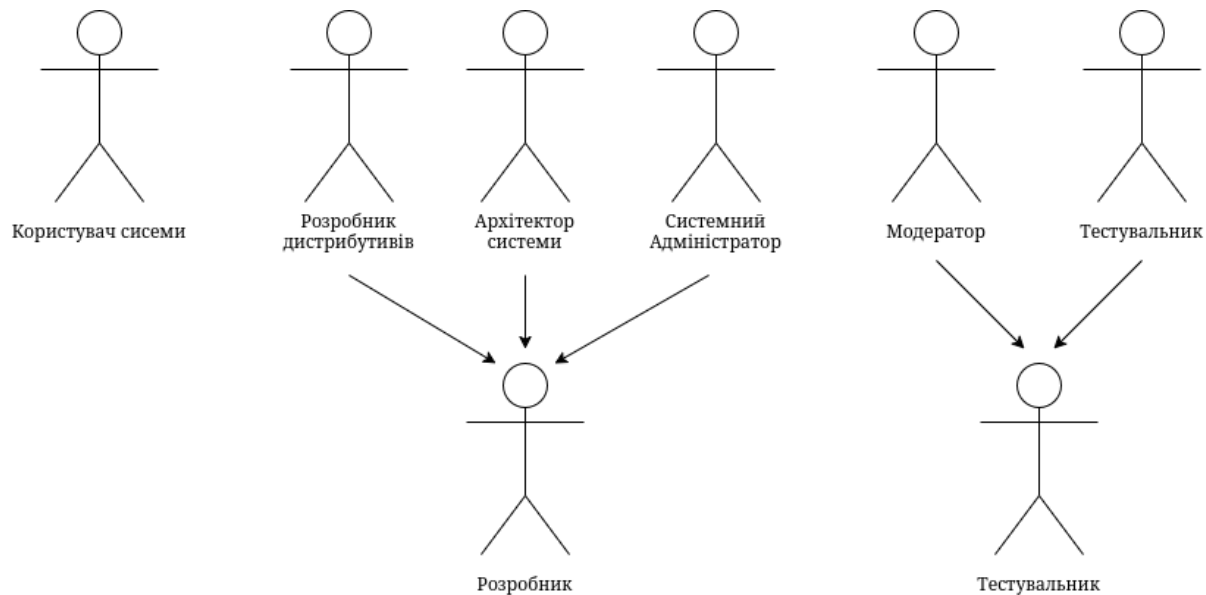 Користувач сисеми
Розробник
дистрибутивів
Архітектор
системи
Системний
Адміністратор
Модератор
Тестувальник
Розробник
Тестувальник